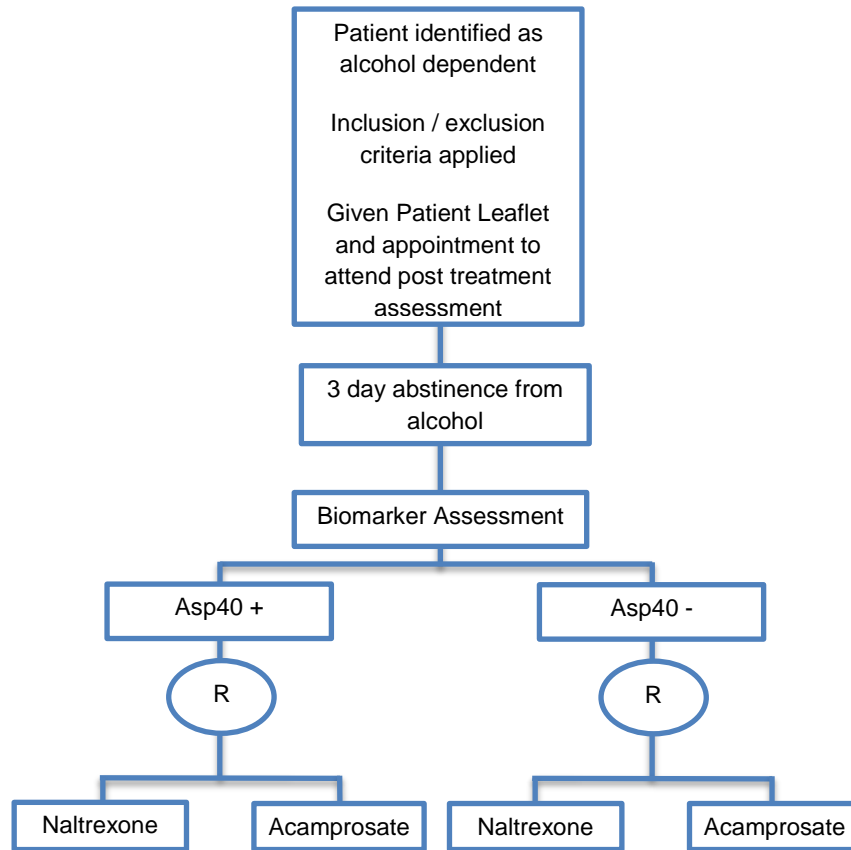 Patient identified as
alcohol dependent
Inclusion / exclusion
criteria applied
Given Patient Leaflet
and appointment to
attend post treatment
assessment
3 day abstinence from
alcohol
Biomarker Assessment
Asp40 +
Asp40 -
R
R
Naltrexone
Acamprosate
Naltrexone
Acamprosate